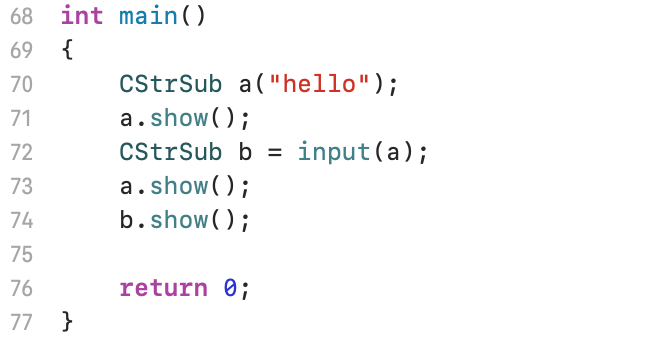 68 int main()
69 {
70     CStrSub a("hello");
71     a.show();
72     CStrSub b = input(a);
73     a.show();
74     b.show();
75
76     return 0;
77 }